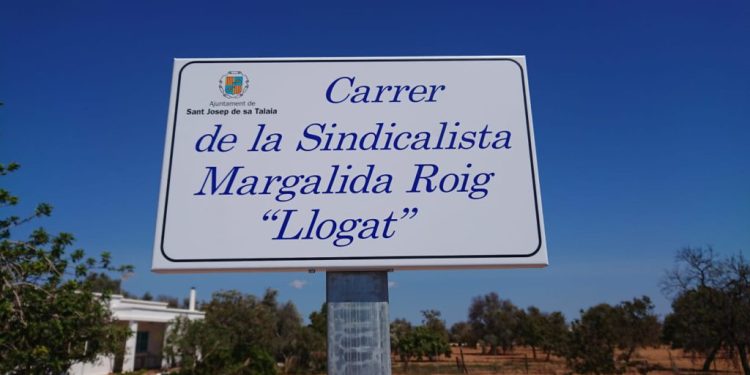 Ajuntament de
Sant Josep de sa Talaia
Carrer
de la Sindicalista
Margalida Roig
“Llogat”